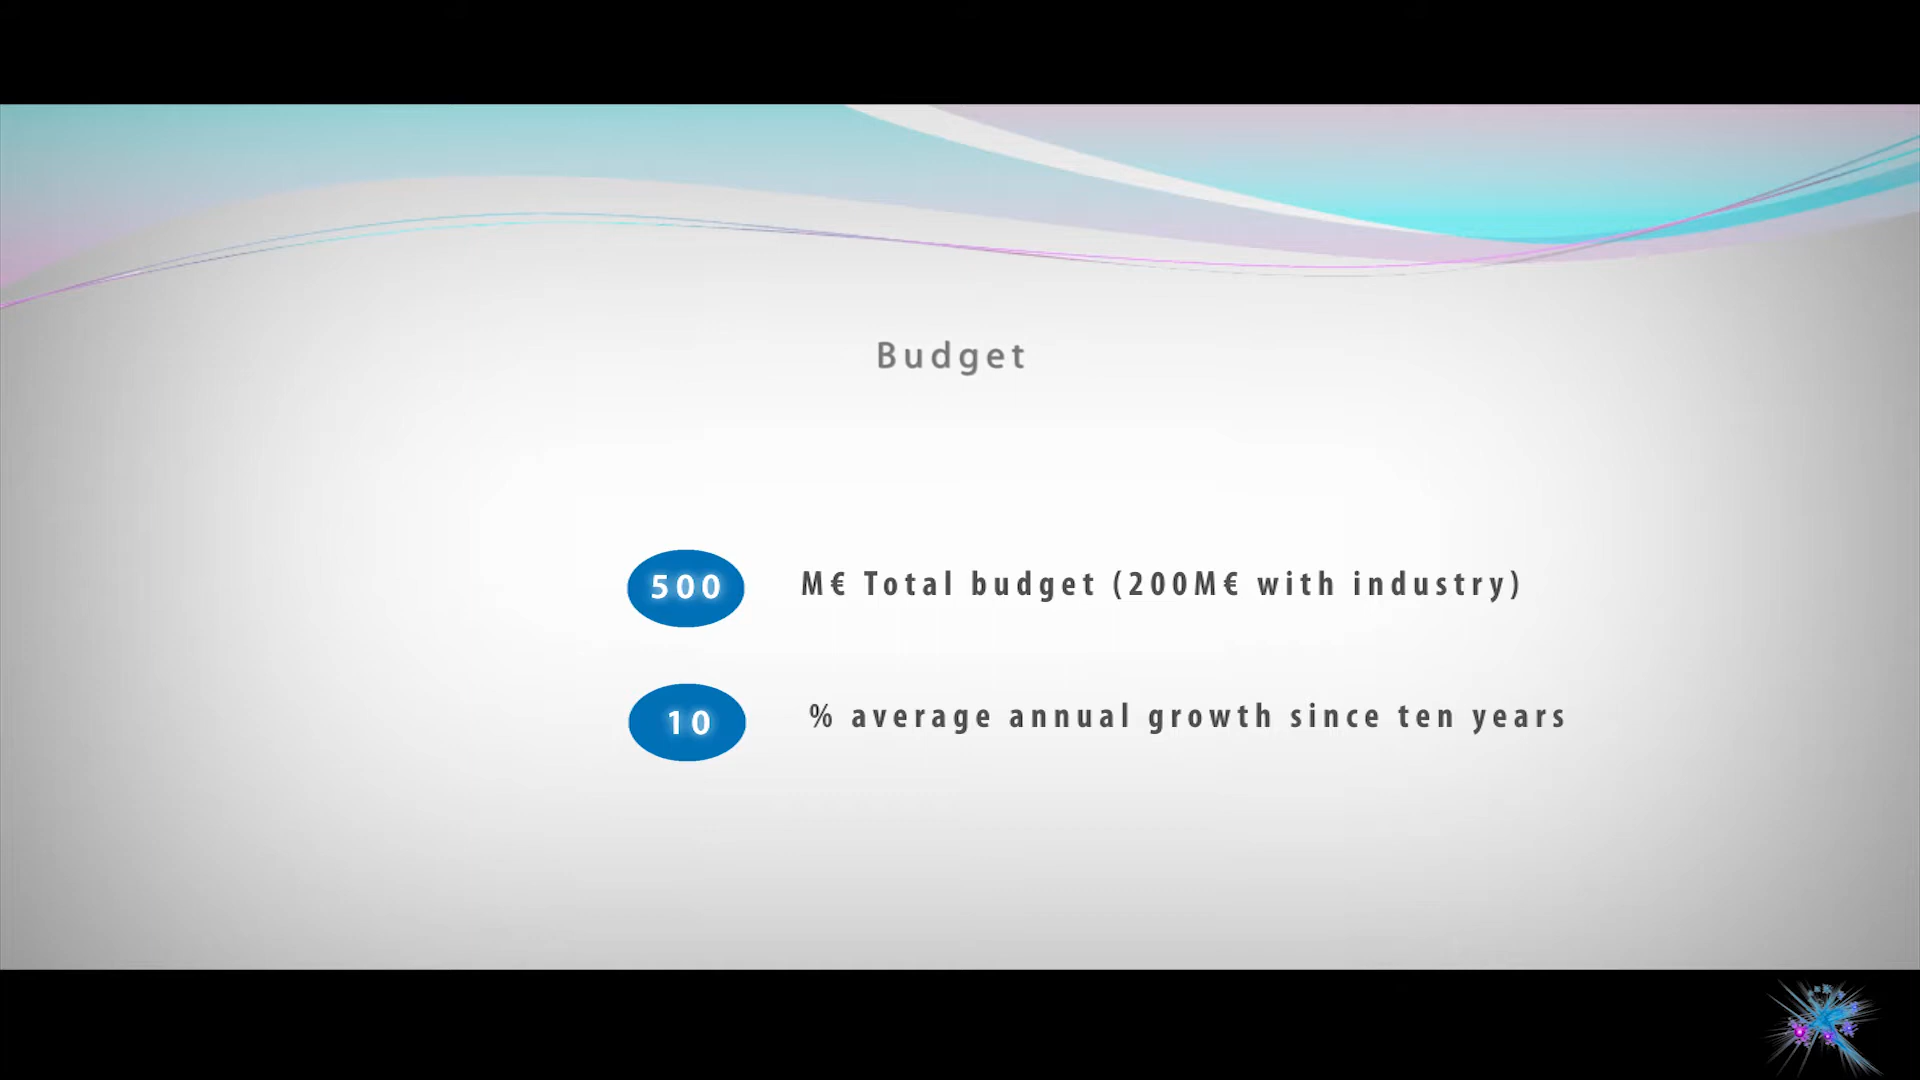 Budget
500 M€ Total budget (200M€ with industry)
10 % average annual growth since ten years